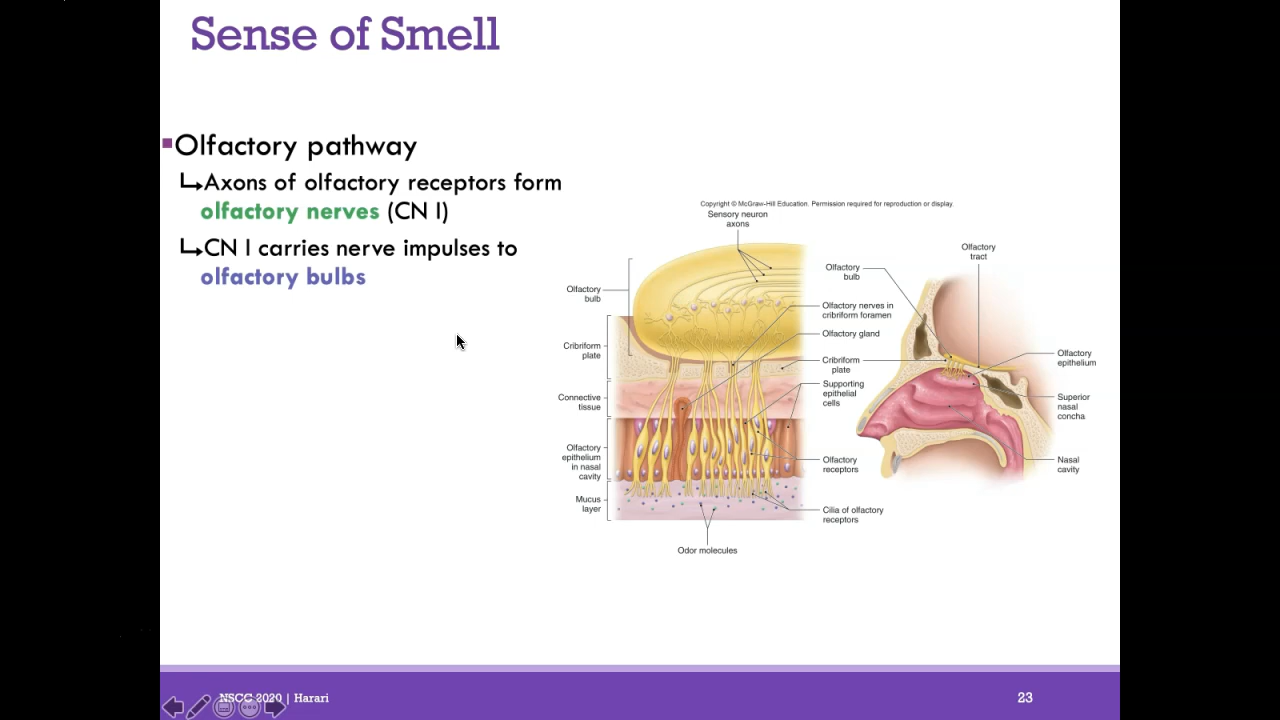 Sense of Smell
Olfactory pathway
Axons of olfactory receptors form
olfactory nerves (CN I)
CN I carries nerve impulses to
olfactory bulbs
Copyright © McGraw-Hill Education. Permission required for reproduction or display.
Sensory neuron
axons
Olfactory
bulb
Cribriform
plate
Connective
tissue
Olfactory
epithelium
in nasal
cavity
Mucus
layer
Odor molecules
Olfactory
bulb
Olfactory nerves in
cribriform foramen
Olfactory gland
Cribriform
plate
Supporting
epithelial
cells
Olfactory
receptors
Cilia of olfactory
receptors
Olfactory
tract
Olfactory
epithelium
Superior
nasal
concha
Nasal
cavity
NSCC 2020 | Harari
23